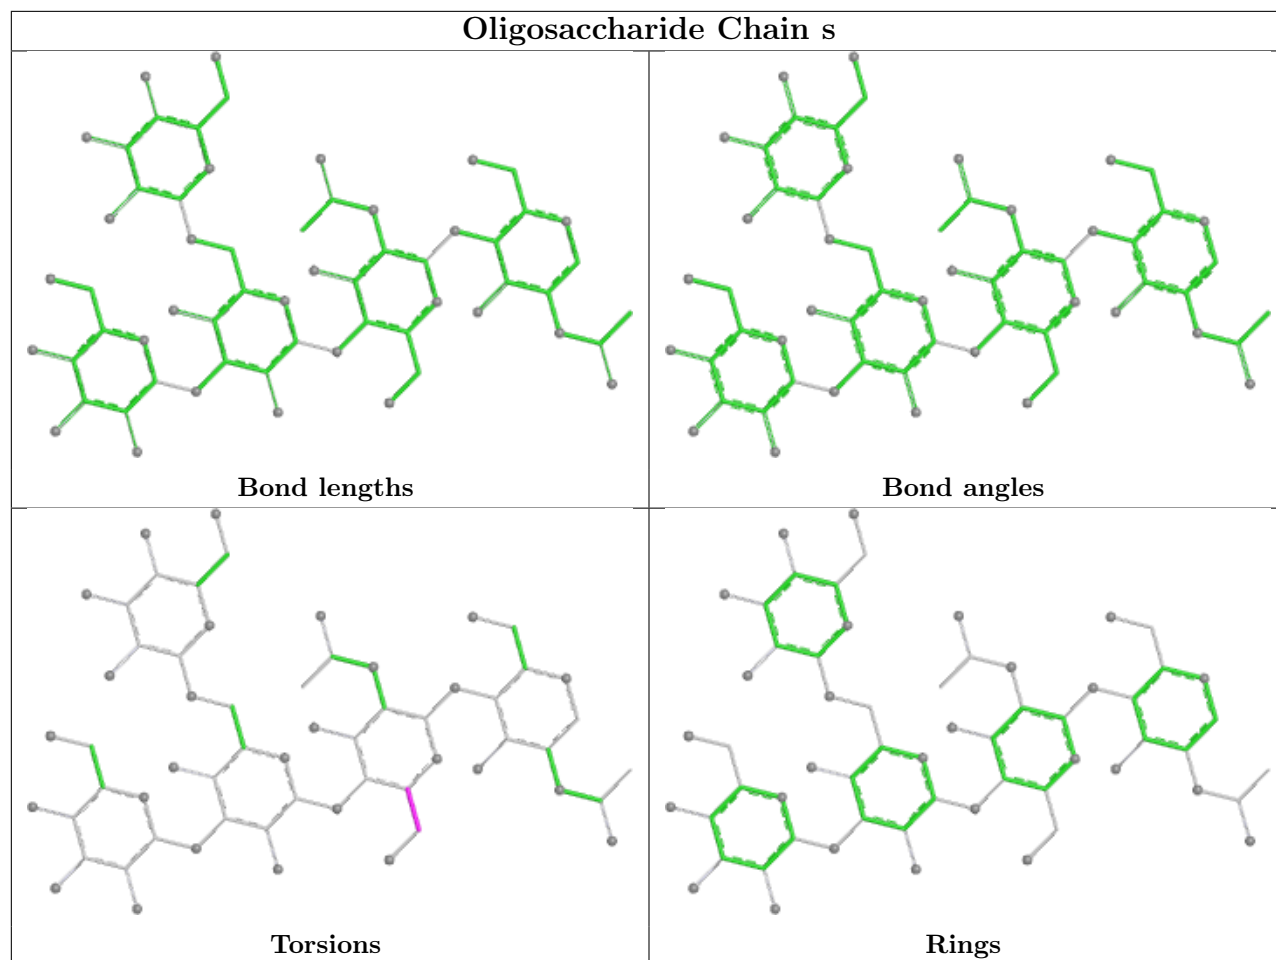 Oligosaccharide Chain s
Bond lengths
Bond angles
Torsions
Rings